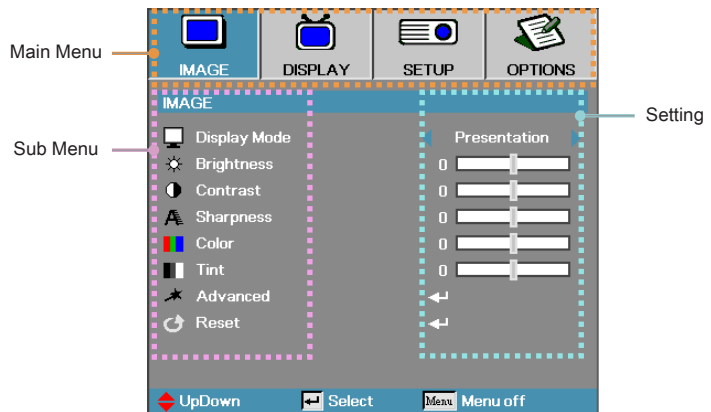 Main Menu
IMAGE DISPLAY SETUP OPTIONS
IMAGE
Setting
Display Mode Presentation
Sub Menu
Brightness 0
Contrast 0
Sharpness 0
Color 0
Tint 0
Advanced
Reset
UpDown Select Menu Menu off